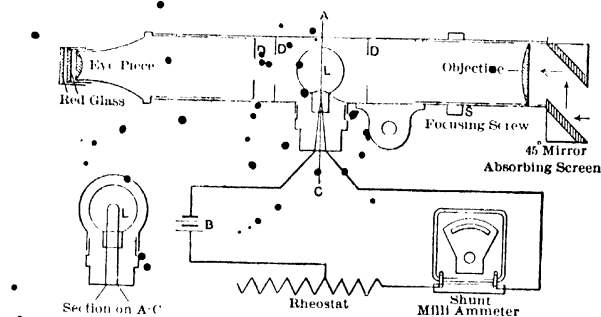 A
D D D
L
Eye Piece
Objective
Red Glass
S
Focusing Screw
45° Mirror
Absorbing Screen
C
L
B
Rheostat
Shunt
Milli Ammeter
Section on A-C